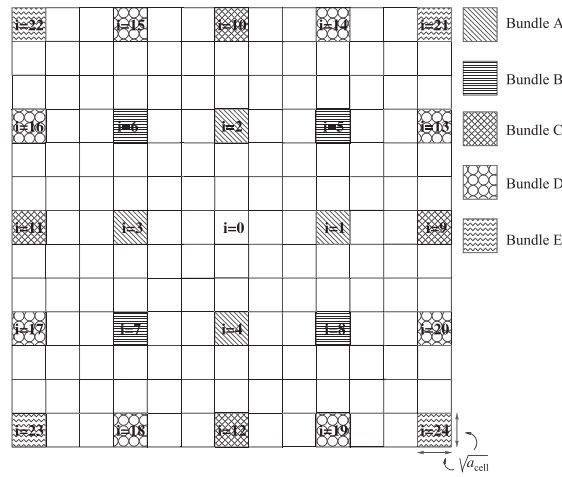 i=22 i=15 i=10 i=14 i=21 Bundle A
Bundle B
i=16 i=6 i=2 i=5 i=13 Bundle C
Bundle D
i=11 i=3 i=0 i=1 i=9 Bundle E
i=17 i=7 i=4 i=8 i=20
i=23 i=18 i=12 i=19 i=24
√a_cell